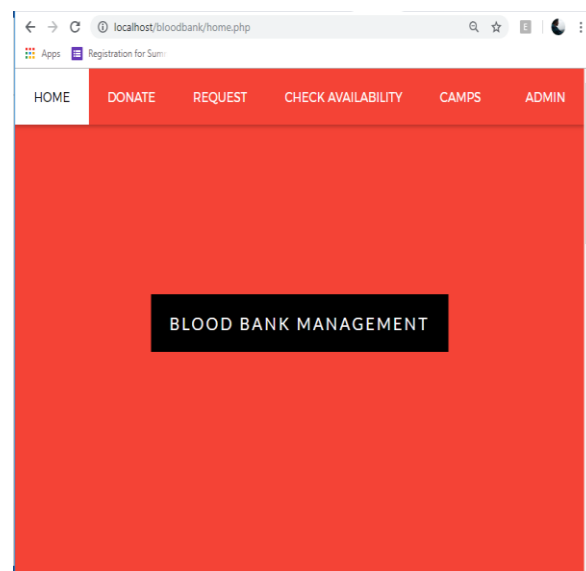 localhost/bloodbank/home.php E
Apps Registration for Sum
HOME DONATE REQUEST CHECK AVAILABILITY CAMPS ADMIN
BLOOD BANK MANAGEMENT